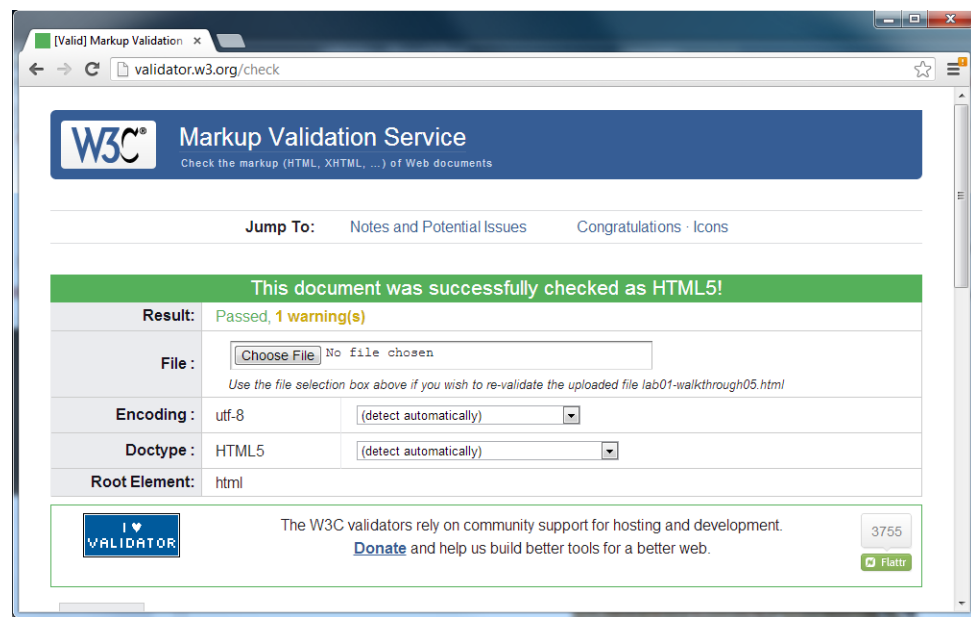 [Valid] Markup Validation
validator.w3.org/check
W3C® Markup Validation Service
Check the markup (HTML, XHTML, …) of Web documents
Jump To: Notes and Potential Issues Congratulations · Icons
This document was successfully checked as HTML5!
Result: Passed, 1 warning(s)
File : Choose File No file chosen
Use the file selection box above if you wish to re-validate the uploaded file lab01-walkthrough05.html
Encoding : utf-8 (detect automatically)
Doctype : HTML5 (detect automatically)
Root Element: html
I ♥ VALIDATOR
The W3C validators rely on community support for hosting and development.
Donate and help us build better tools for a better web.
3755
Flattr